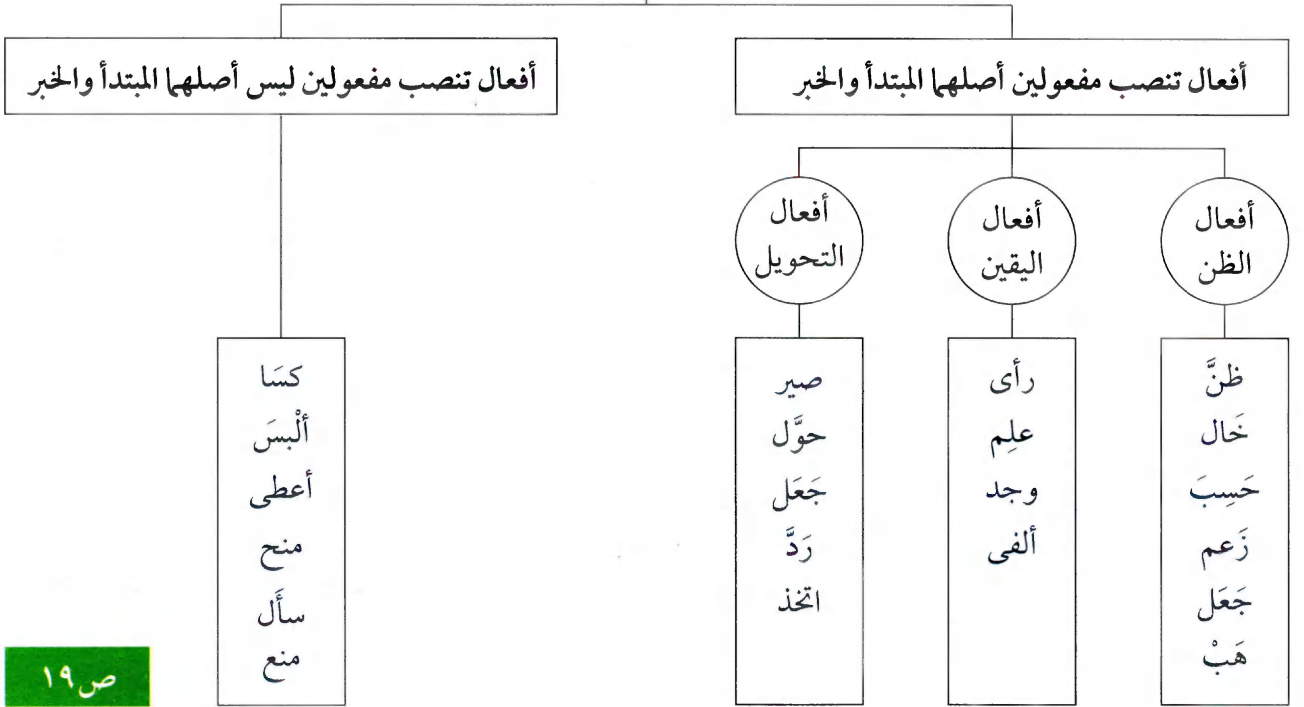 أفعال تنصب مفعولين أصلهما المبتدأ والخبر
أفعال تنصب مفعولين ليس أصلهما المبتدأ والخبر
أفعال
الظن
أفعال
اليقين
أفعال
التحويل
ظنَّ
خَال
حَسِبَ
زَعم
جَعَل
هَبْ
رأى
علِم
وجد
ألفى
صير
حوَّل
جَعَل
رَدَّ
اتخذ
كسَا
ألْبسَ
أعطى
منح
سأَل
منع
ص١٩